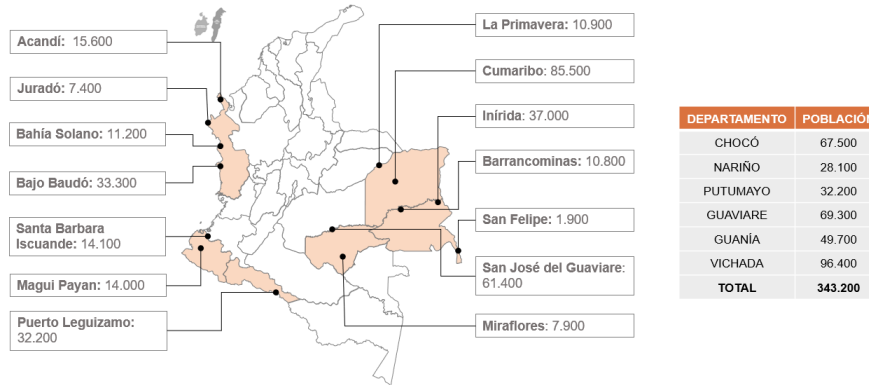 Acandí: 15.600
Juradó: 7.400
Bahía Solano: 11.200
Bajo Baudó: 33.300
Santa Barbara
Iscuande: 14.100
Magui Payan: 14.000
Puerto Leguizamo:
32.200
La Primavera: 10.900
Cumaribo: 85.500
Inírida: 37.000
Barrancominas: 10.800
San Felipe: 1.900
San José del Guaviare:
61.400
Miraflores: 7.900
DEPARTAMENTO POBLACIÓN
CHOCÓ 67.500
NARIÑO 28.100
PUTUMAYO 32.200
GUAVIARE 69.300
GUANÍA 49.700
VICHADA 96.400
TOTAL 343.200